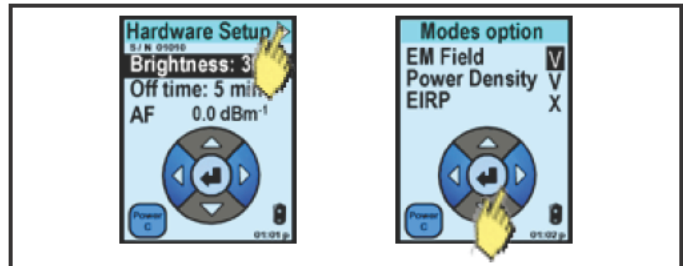 Hardware Setup
S/N 01010
Brightness: 3
Off time: 5 min
AF 0.0 dBm⁻¹
Power
C
01:01 p
Modes option
EM Field V
Power Density V
EIRP X
Power
C
01:02 p